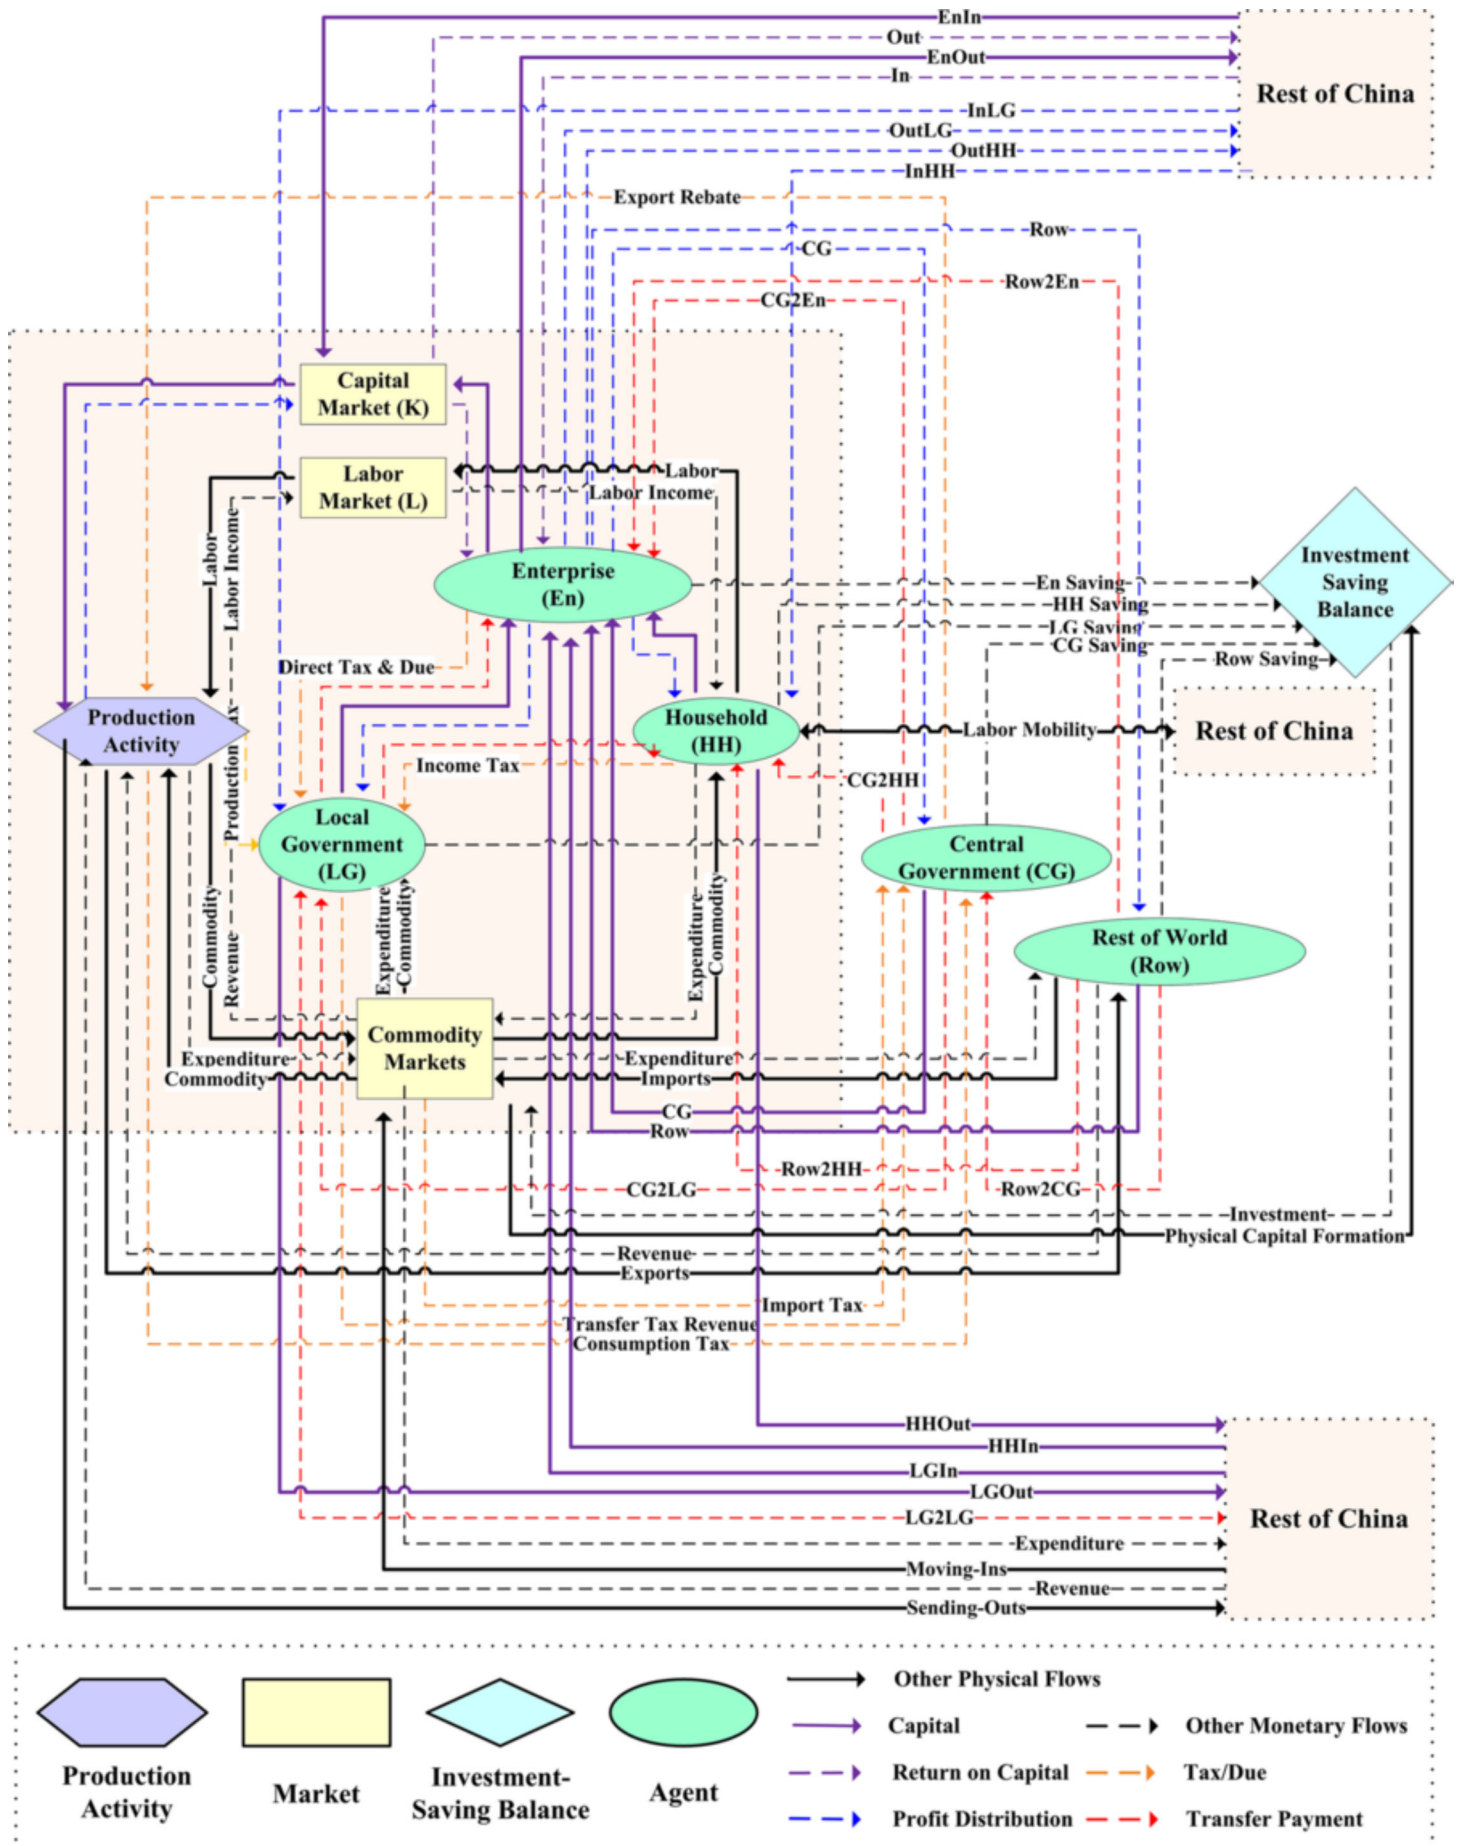 EnIn
Out
EnOut
In
Rest of China
InLG
OutLG
OutHH
InHH
Export Rebate
Row
CG
Row2En
CG2En
Capital
Market (K)
Labor
Market (L)
Labor
Labor Income
Labor
Labor Income
Enterprise
(En)
Investment
Saving
Balance
En Saving
HH Saving
LG Saving
CG Saving
Row Saving
Direct Tax & Due
Production
Activity
Household
(HH)
Labor Mobility
Rest of China
Income Tax
CG2HH
Production Tax
Local
Government
(LG)
Central
Government (CG)
Commodity
Revenue
Expenditure
Commodity
Expenditure
Commodity
Rest of World
(Row)
Commodity
Markets
Expenditure
Commodity
Expenditure
Imports
CG
Row
Row2HH
CG2LG
Row2CG
Investment
Physical Capital Formation
Revenue
Exports
Import Tax
Transfer Tax Revenue
Consumption Tax
HHOut
HHIn
LGIn
LGOut
LG2LG
Rest of China
Expenditure
Moving-Ins
Revenue
Sending-Outs
Production
Activity
Market
Investment-
Saving Balance
Agent
Other Physical Flows
Capital
Other Monetary Flows
Return on Capital
Tax/Due
Profit Distribution
Transfer Payment